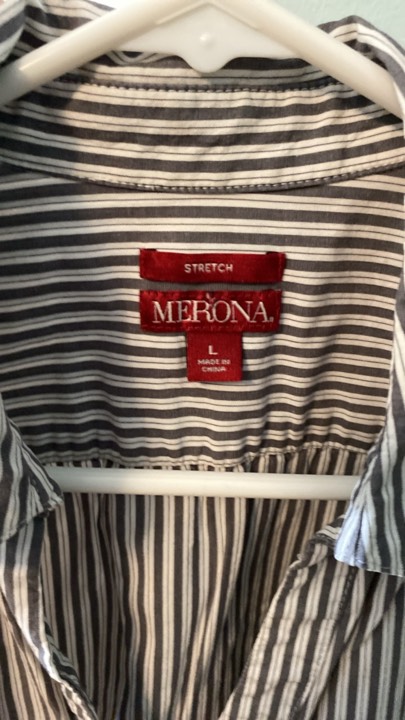 STRETCH
MERONA.
L
MADE IN
CHINA